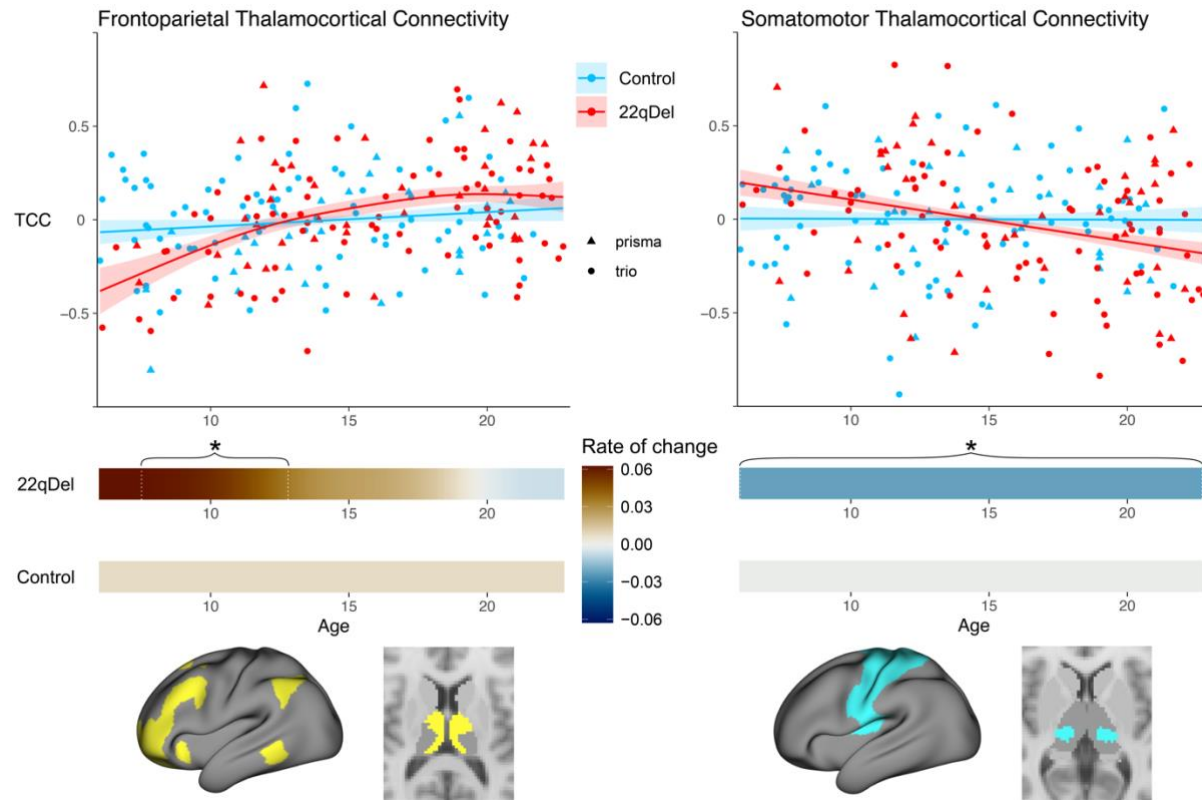 Frontoparietal Thalamocortical Connectivity
Somatomotor Thalamocortical Connectivity
Control
22qDel
TCC
0.5
0
−0.5
prisma
trio
10 15 20
0.5
0
−0.5
10 15 20
*
*
Rate of change
0.06
0.03
0.00
−0.03
−0.06
22qDel
10 15 20
10 15 20
Control
10 15 20
10 15 20
Age
Age